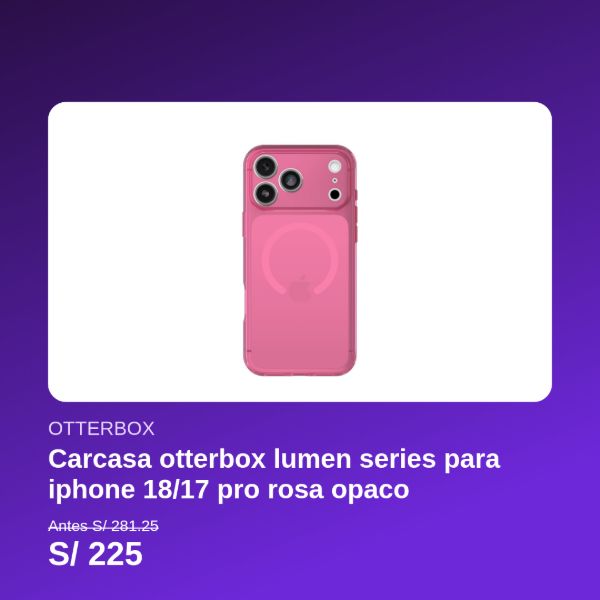 OTTERBOX
Carcasa otterbox lumen series para
iphone 18/17 pro rosa opaco
Antes S/ 281.25
S/ 225